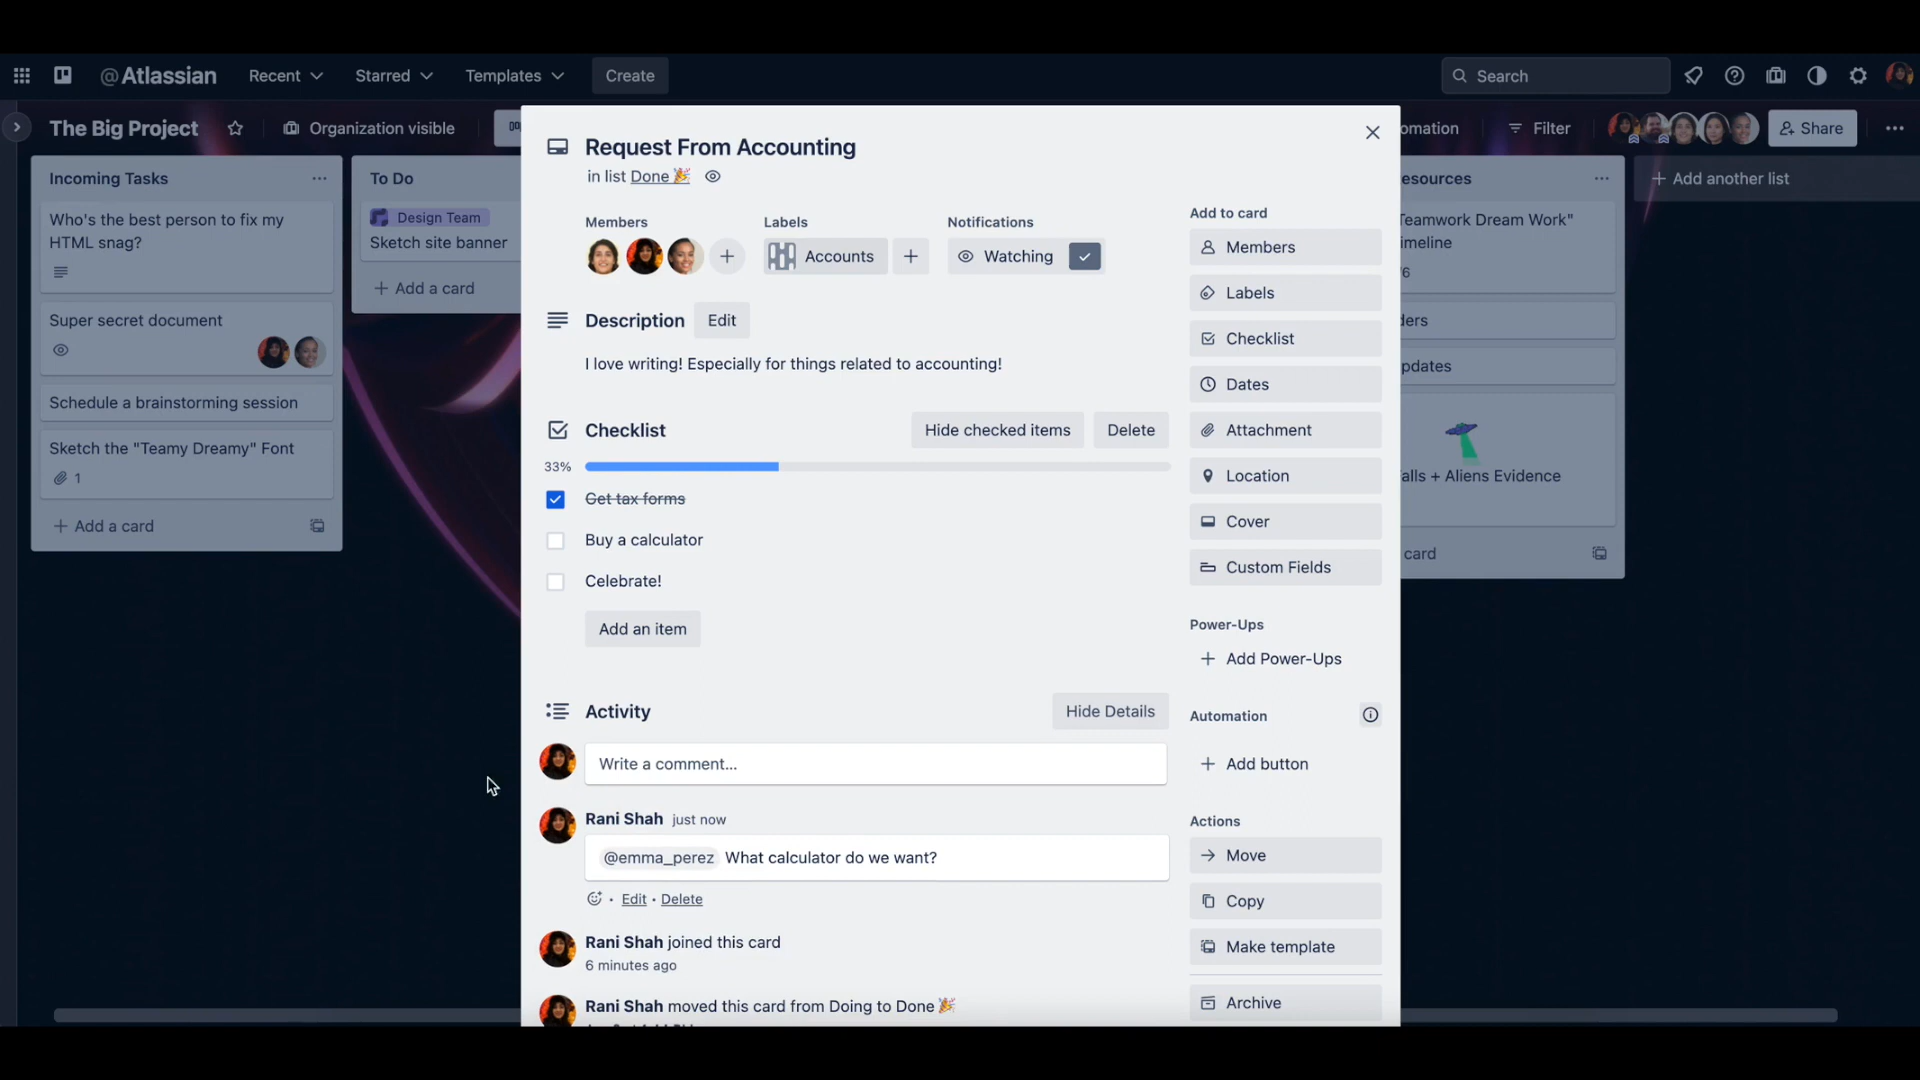 @Atlassian Recent Starred Templates Create Search
The Big Project Organization visible omation Filter Share
Incoming Tasks
Who's the best person to fix my
HTML snag?
Super secret document
Schedule a brainstorming session
Sketch the "Teamy Dreamy" Font
1
+ Add a card
To Do
Design Team
Sketch site banner
+ Add a card
Request From Accounting
in list Done 🎉
Members
Labels
Notifications
+
Accounts
+
Watching
Description Edit
I love writing! Especially for things related to accounting!
Checklist Hide checked items Delete
33%
Get tax forms
Buy a calculator
Celebrate!
Add an item
Activity Hide Details
Write a comment...
Rani Shah just now
@emma_perez What calculator do we want?
• Edit • Delete
Rani Shah joined this card
6 minutes ago
Rani Shah moved this card from Doing to Done 🎉
Add to card
Members
Labels
Checklist
Dates
Attachment
Location
Cover
Custom Fields
Power-Ups
+ Add Power-Ups
Automation
+ Add button
Actions
Move
Copy
Make template
Archive
esources
Teamwork Dream Work"
imeline
6
ders
pdates
alls + Aliens Evidence
card
+ Add another list